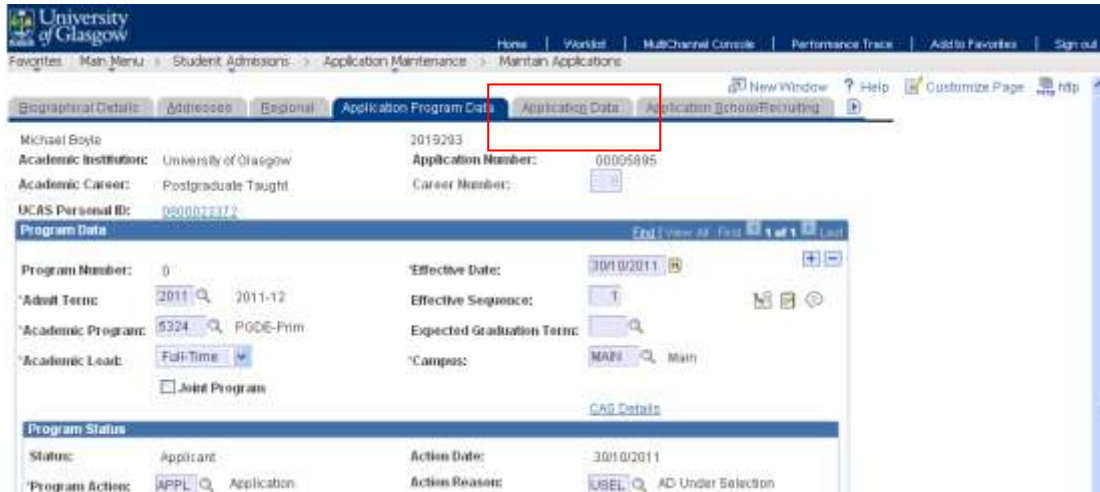 University
of Glasgow
Home | Worklist | MultiChannel Console | Performance Trace | Add to Favorites | Sign out
Favorites Main Menu > Student Admissions > Application Maintenance > Maintain Applications
New Window ? Help Customize Page http
Biographical Details Addresses Regional Application Program Data Application Data Application School/Recruiting
Michael Boyle 2019293
Academic Institution: University of Glasgow Application Number: 00005895
Academic Career: Postgraduate Taught Career Number: 0
UCAS Personal ID: 0900023372
Program Data Find | View All First 1 of 1 Last
Program Number: 0 *Effective Date: 30/10/2011
*Admit Term: 2011 2011-12 Effective Sequence: 1
*Academic Program: 5324 PGDE-Prim Expected Graduation Term:
*Academic Load: Full-Time *Campus: MAIN Main
Joint Program
CAS Details
Program Status
Status: Applicant Action Date: 30/10/2011
*Program Action: APPL Application Action Reason: USEL AD Under Selection